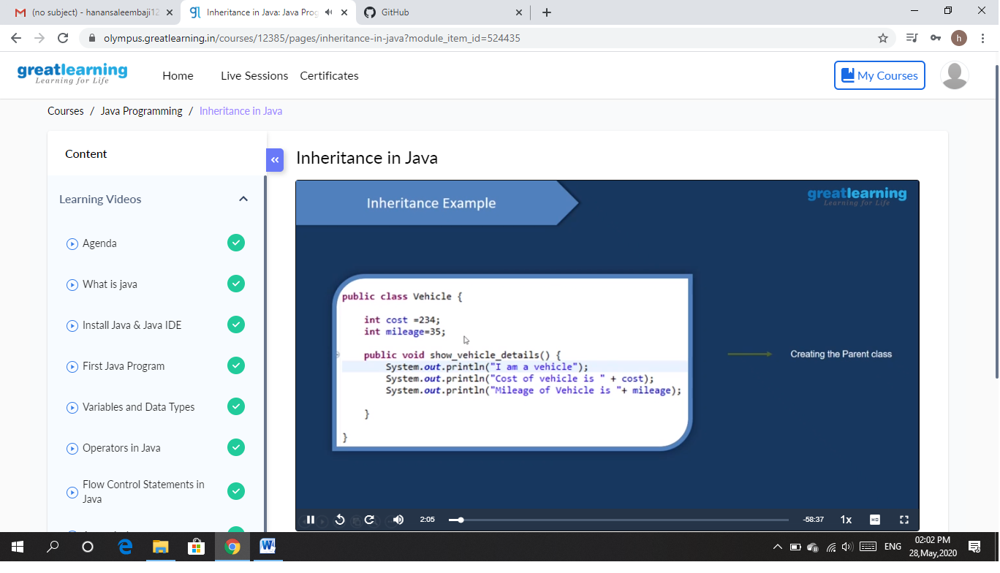 (no subject) - hanansaleembaji12
Inheritance in Java: Java Prog
GitHub
olympus.greatlearning.in/courses/12385/pages/inheritance-in-java?module_item_id=524435
h
greatlearning
Learning for Life
Home
Live Sessions
Certificates
My Courses
Courses / Java Programming / Inheritance in Java
Content
Learning Videos
Agenda
What is java
Install Java & Java IDE
First Java Program
Variables and Data Types
Operators in Java
Flow Control Statements in
Java
Inheritance in Java
Inheritance Example
greatlearning
Learning for Life
public class Vehicle {
int cost =234;
int mileage=35;
public void show_vehicle_details() {
System.out.println("I am a vehicle");
System.out.println("Cost of vehicle is " + cost);
System.out.println("Mileage of Vehicle is "+ mileage);
}
}
Creating the Parent class
2:05
-58:37
1x
HD
ENG
02:02 PM
28,May,2020